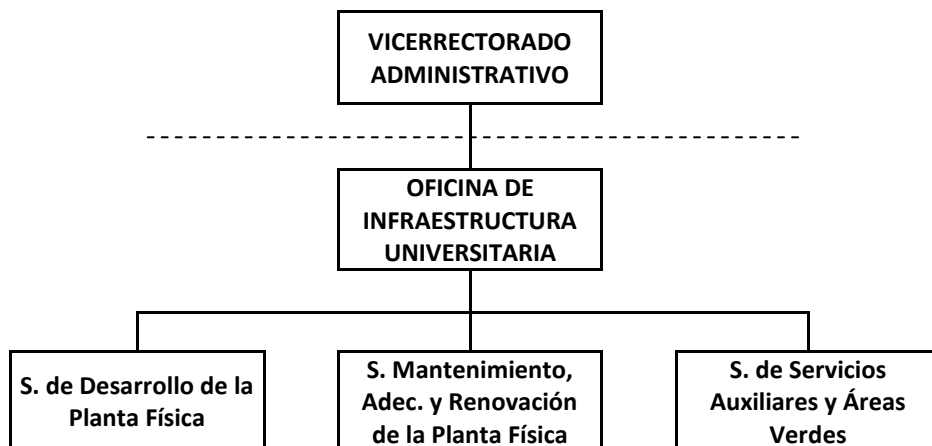 VICERRECTORADO
ADMINISTRATIVO
OFICINA DE
INFRAESTRUCTURA
UNIVERSITARIA
S. de Desarrollo de la
Planta Física
S. Mantenimiento,
Adec. y Renovación
de la Planta Física
S. de Servicios
Auxiliares y Áreas
Verdes